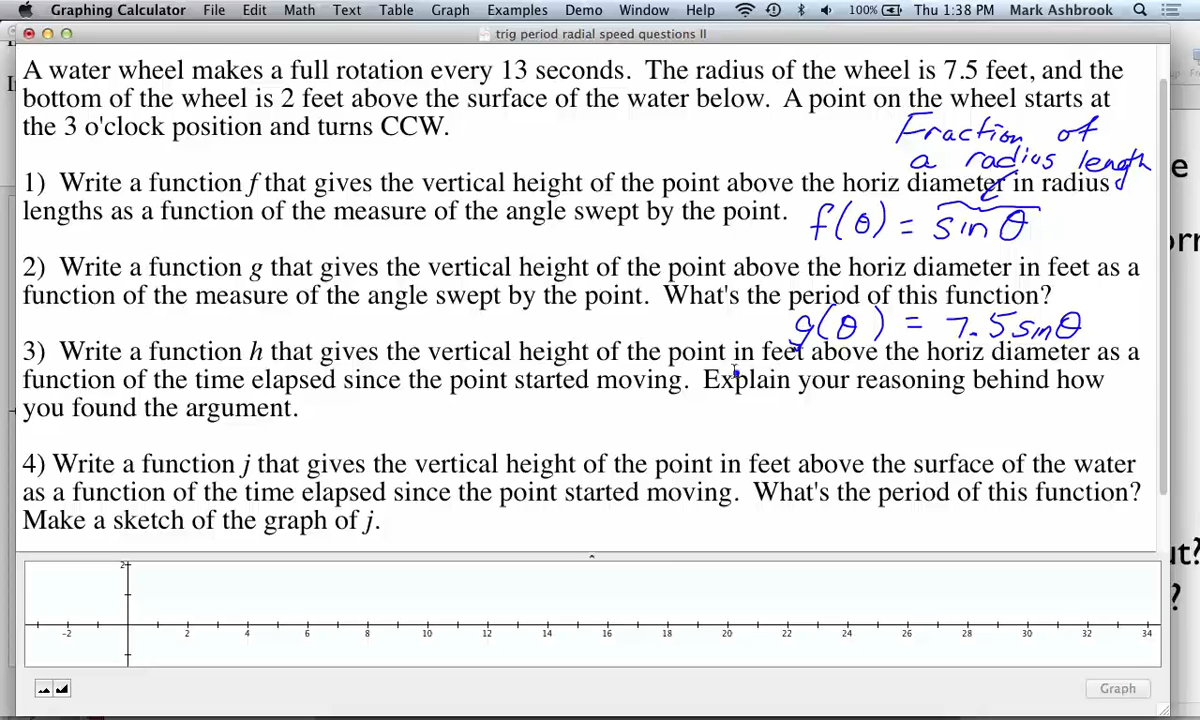 Graphing Calculator File Edit Math Text Table Graph Examples Demo Window Help 100% Thu 1:38 PM Mark Ashbrook
trig period radial speed questions II
A water wheel makes a full rotation every 13 seconds. The radius of the wheel is 7.5 feet, and the
bottom of the wheel is 2 feet above the surface of the water below. A point on the wheel starts at
the 3 o'clock position and turns CCW.
Fraction of
a radius length
1) Write a function f that gives the vertical height of the point above the horiz diameter in radius
lengths as a function of the measure of the angle swept by the point.
f(θ) = sin θ
2) Write a function g that gives the vertical height of the point above the horiz diameter in feet as a
function of the measure of the angle swept by the point. What's the period of this function?
g(θ) = 7.5 sin θ
3) Write a function h that gives the vertical height of the point in feet above the horiz diameter as a
function of the time elapsed since the point started moving. Explain your reasoning behind how
you found the argument.
4) Write a function j that gives the vertical height of the point in feet above the surface of the water
as a function of the time elapsed since the point started moving. What's the period of this function?
Make a sketch of the graph of j.
2
-2 2 4 6 8 10 12 14 16 18 20 22 24 26 28 30 32 34
Graph